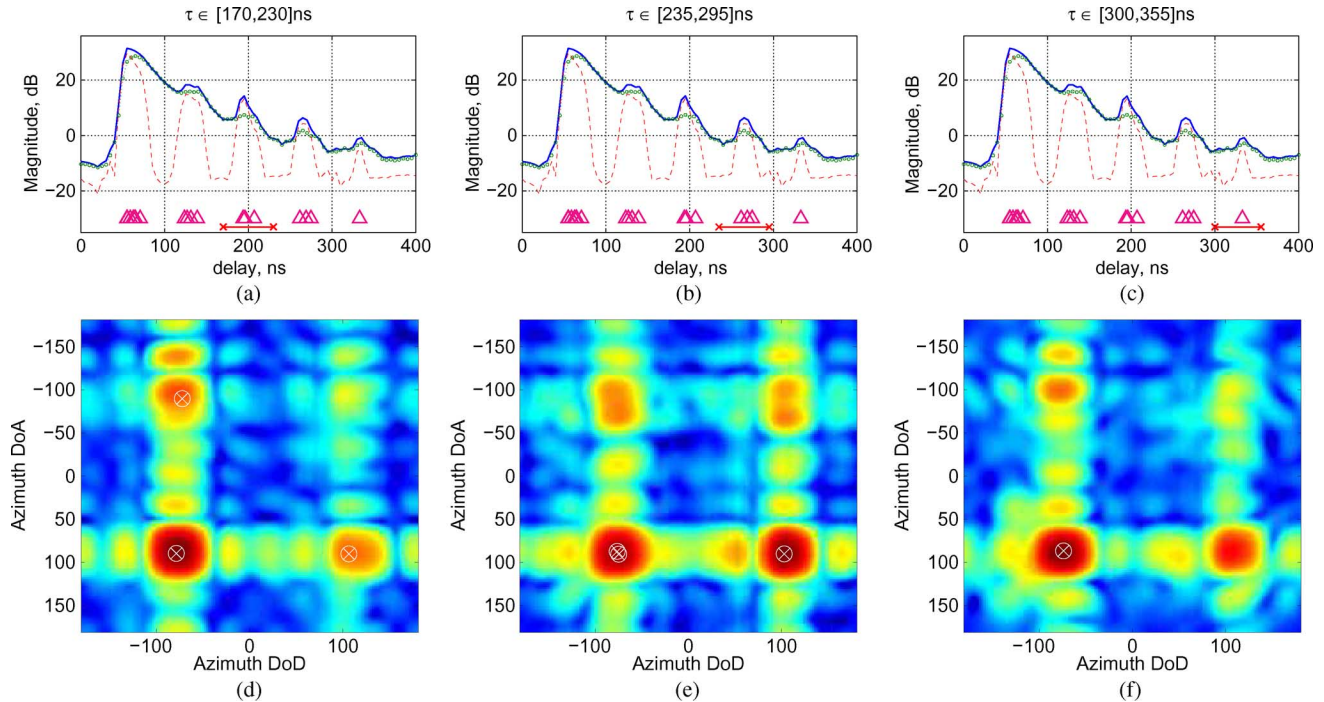 τ ∈ [170,230]ns
τ ∈ [235,295]ns
τ ∈ [300,355]ns
Magnitude, dB
20
0
−20
0
100
200
300
400
delay, ns
(a)
Magnitude, dB
20
0
−20
0
100
200
300
400
delay, ns
(b)
Magnitude, dB
20
0
−20
0
100
200
300
400
delay, ns
(c)
Azimuth DoA
−150
−100
−50
0
50
100
150
−100
0
100
Azimuth DoD
(d)
Azimuth DoA
−150
−100
−50
0
50
100
150
−100
0
100
Azimuth DoD
(e)
Azimuth DoA
−150
−100
−50
0
50
100
150
−100
0
100
Azimuth DoD
(f)